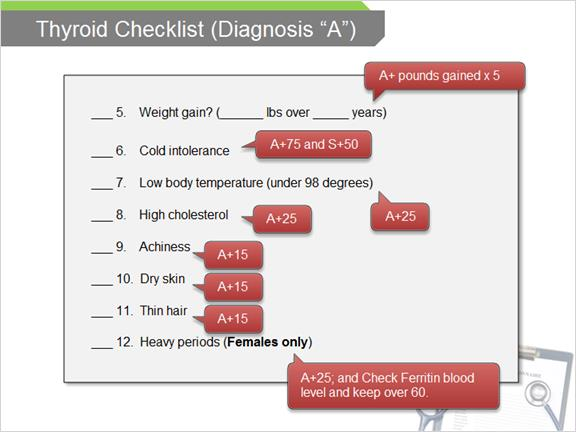 Thyroid Checklist (Diagnosis “A”)
A+ pounds gained x 5
___ 5. Weight gain? (______ lbs over _____ years)
___ 6. Cold intolerance
A+75 and S+50
___ 7. Low body temperature (under 98 degrees)
A+25
___ 8. High cholesterol
A+25
___ 9. Achiness
A+15
___ 10. Dry skin
A+15
___ 11. Thin hair
A+15
___ 12. Heavy periods (Females only)
A+25; and Check Ferritin blood
level and keep over 60.